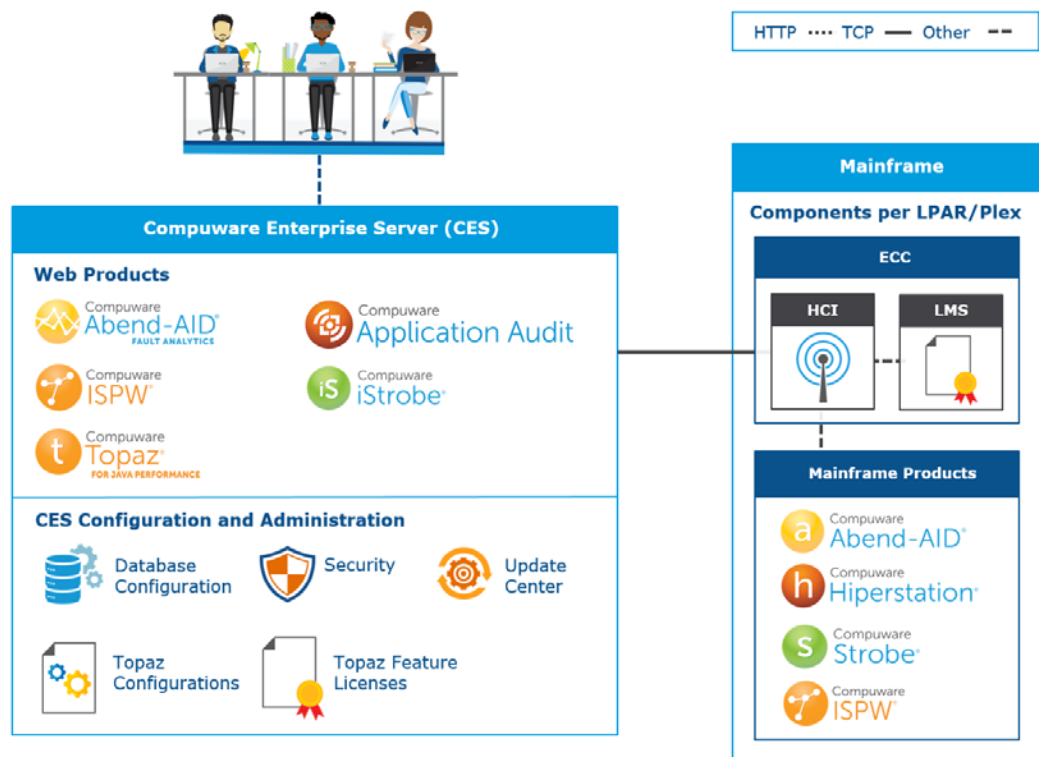 HTTP TCP Other
Mainframe
Components per LPAR/Plex
ECC
HCI
LMS
Mainframe Products
Compuware
a Abend-AID®
Compuware
h Hiperstation®
Compuware
S Strobe®
Compuware
ISPW®
Compuware Enterprise Server (CES)
Web Products
Compuware
Abend-AID®
FAULT ANALYTICS
Compuware
Application Audit
Compuware
ISPW®
Compuware
iS iStrobe®
Compuware
t Topaz®
FOR JAVA PERFORMANCE
CES Configuration and Administration
Database
Configuration
Security
Update
Center
Topaz
Configurations
Topaz Feature
Licenses